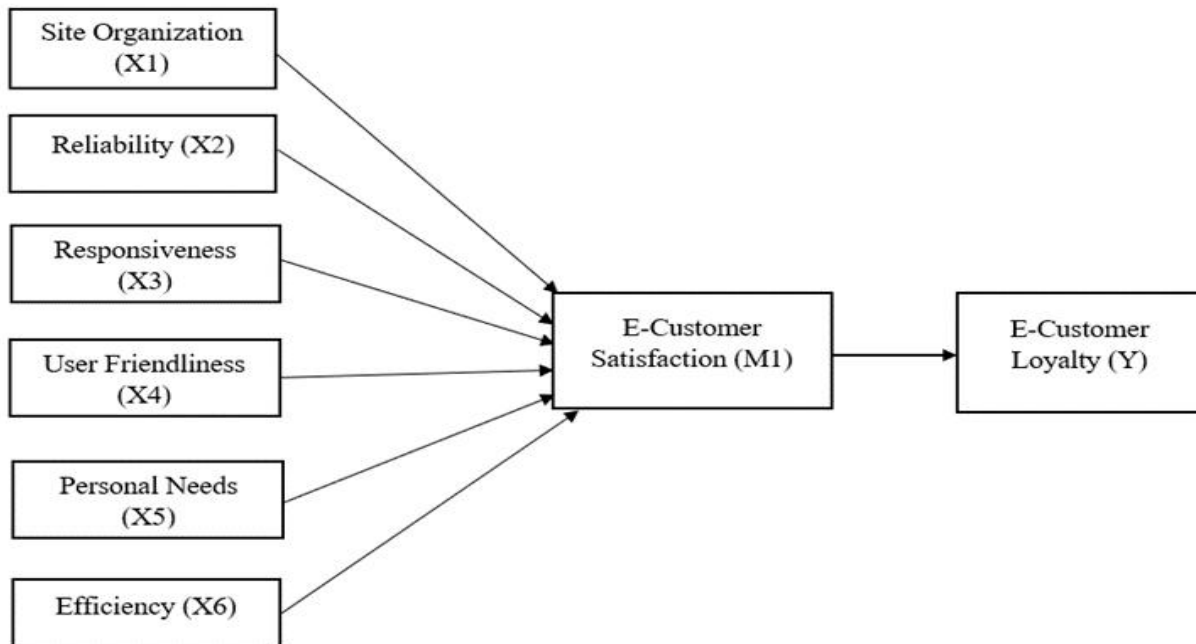 Site Organization
(X1)
Reliability (X2)
Responsiveness
(X3)
User Friendliness
(X4)
Personal Needs
(X5)
Efficiency (X6)
E-Customer
Satisfaction (M1)
E-Customer
Loyalty (Y)